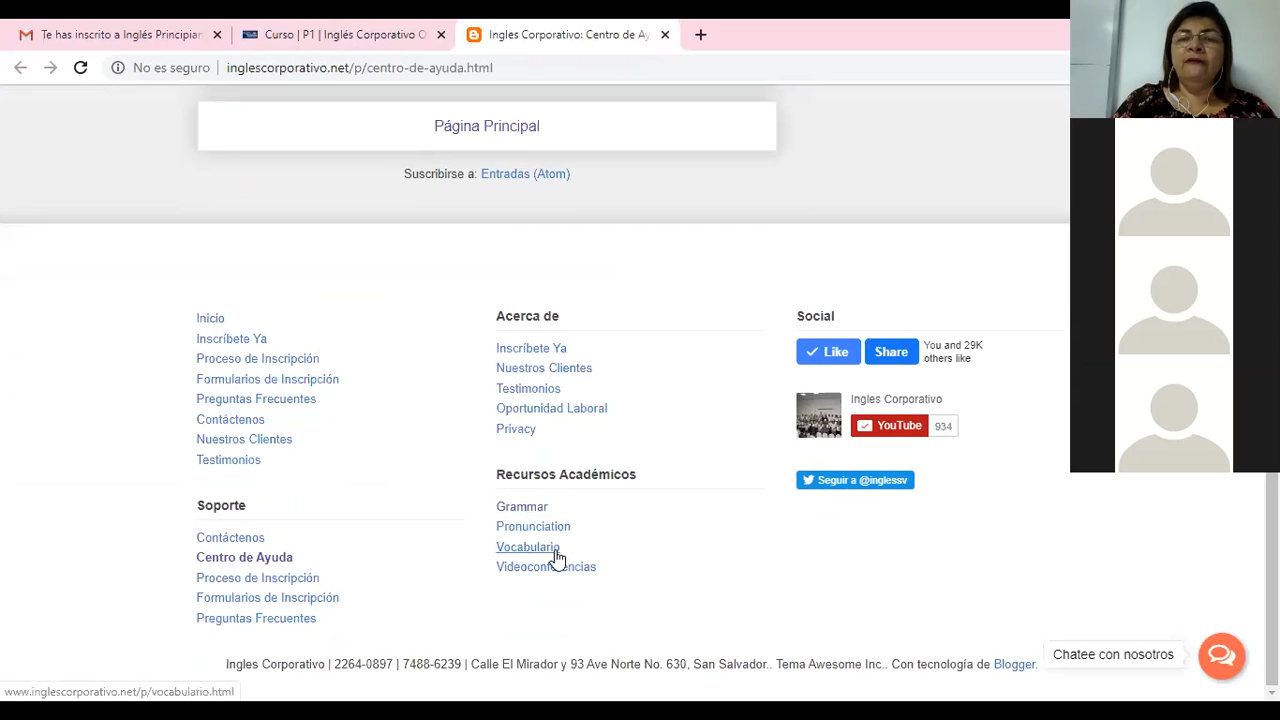 Te has inscrito a Inglés Principian
Curso | P1 | Inglés Corporativo O
Ingles Corporativo: Centro de Ay
No es seguro
inglescorporativo.net/p/centro-de-ayuda.html
Página Principal
Suscribirse a: Entradas (Atom)
Inicio
Inscríbete Ya
Proceso de Inscripción
Formularios de Inscripción
Preguntas Frecuentes
Contáctenos
Nuestros Clientes
Testimonios
Soporte
Contáctenos
Centro de Ayuda
Proceso de Inscripción
Formularios de Inscripción
Preguntas Frecuentes
Acerca de
Inscríbete Ya
Nuestros Clientes
Testimonios
Oportunidad Laboral
Privacy
Recursos Académicos
Grammar
Pronunciation
Vocabulario
Videoconferencias
Social
Like Share You and 29K
others like
Ingles Corporativo
YouTube 934
Seguir a @inglessv
Ingles Corporativo | 2264-0897 | 7488-6239 | Calle El Mirador y 93 Ave Norte No. 630, San Salvador.. Tema Awesome Inc.. Con tecnología de Blogger.
Chatee con nosotros
www.inglescorporativo.net/p/vocabulario.html